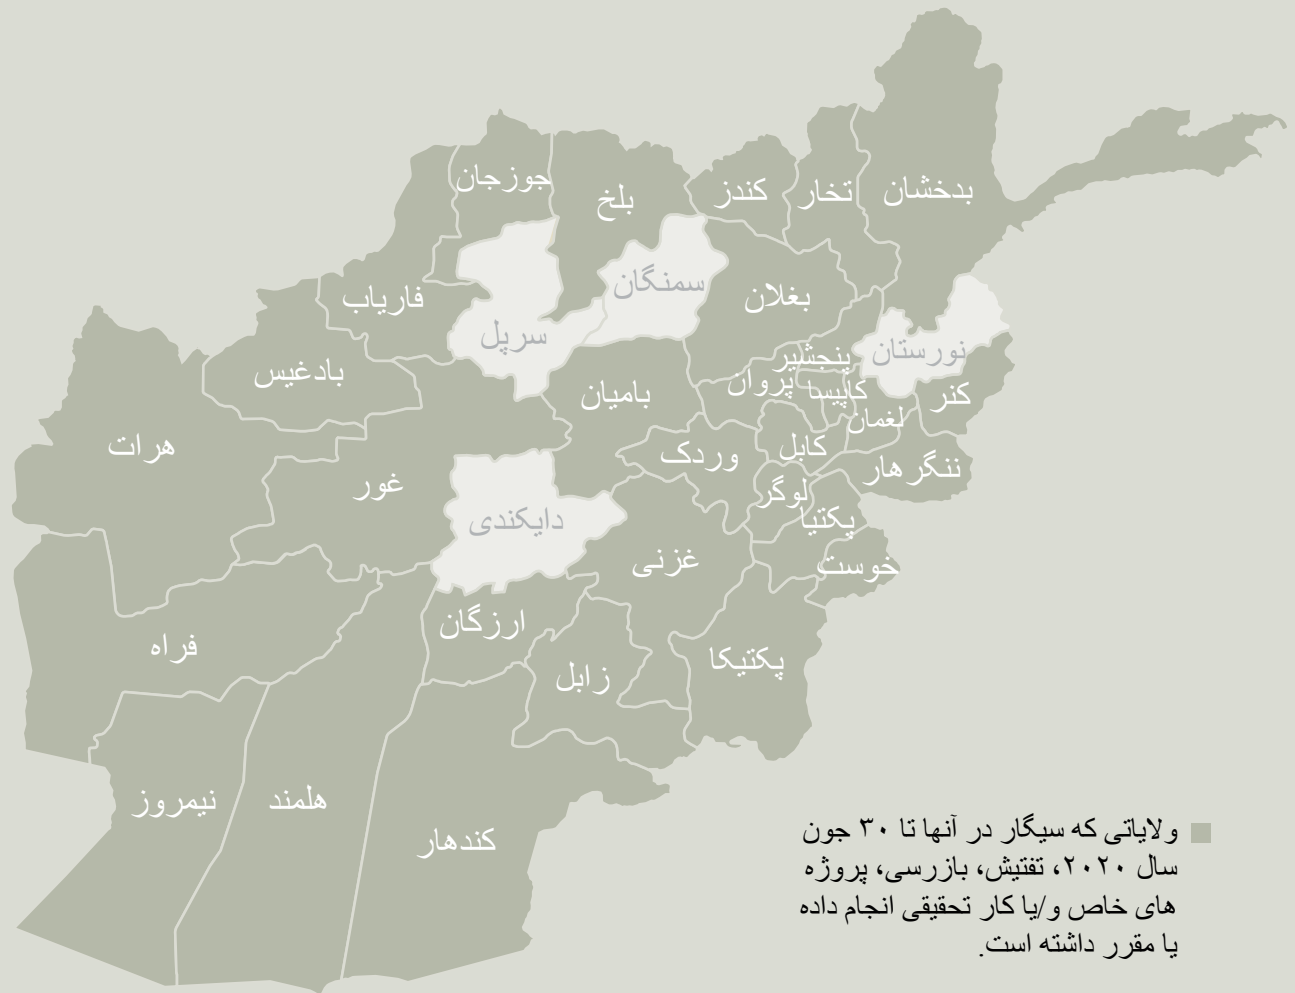 بدخشان
تخار
کندز
بلخ
جوزجان
سمنگان
بغلان
فاریاب
سرپل
نورستان
پنجشیر
بادغیس
بامیان
پروان
کاپیسا
کنر
لغمان
هرات
وردک
کابل
ننگرهار
غور
لوگر
پکتیا
دایکندی
غزنی
خوست
ارزگان
فراه
پکتیکا
زابل
نیمروز
هلمند
کندهار
ولایاتی که سیگار در آنها تا ۳۰ جون
سال ۲۰۲۰، تفتیش، بازرسی، پروژه
های خاص و/یا کار تحقیقی انجام داده
یا مقرر داشته است.